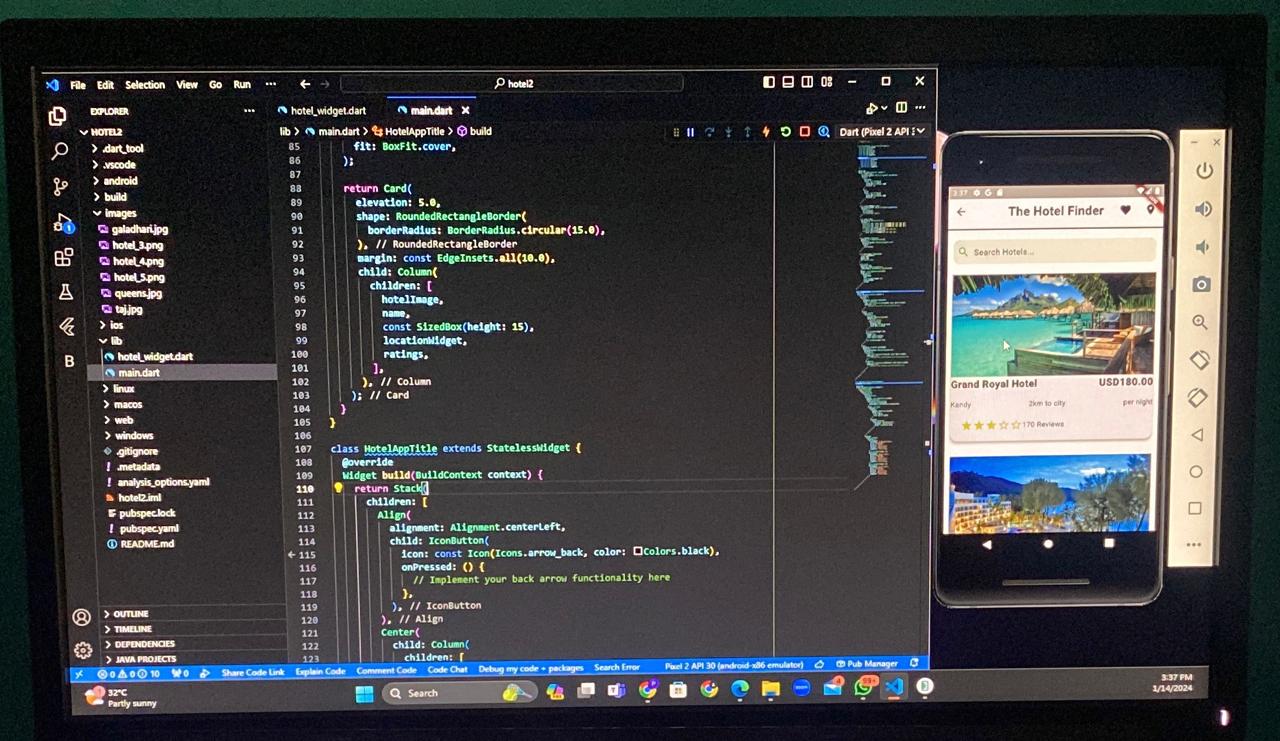 File Edit Selection View Go Run ··· hotel2
EXPLORER ···
HOTEL2
.dart_tool
.vscode
android
build
images
galadhari.jpg
hotel_3.png
hotel_4.png
hotel_5.png
queens.jpg
taj.jpg
ios
lib
hotel_widget.dart
main.dart
linux
macos
web
windows
.gitignore
.metadata
analysis_options.yaml
hotel2.iml
pubspec.lock
pubspec.yaml
README.md
OUTLINE
TIMELINE
DEPENDENCIES
JAVA PROJECTS
1
B
hotel_widget.dart main.dart
lib > main.dart > HotelAppTitle > build
Dart (Pixel 2 API
85 fit: BoxFit.cover,
86 );
87
88 return Card(
89 elevation: 5.0,
90 shape: RoundedRectangleBorder(
91 borderRadius: BorderRadius.circular(15.0),
92 ), // RoundedRectangleBorder
93 margin: const EdgeInsets.all(10.0),
94 child: Column(
95 children: [
96 hotelImage,
97 name,
98 const SizedBox(height: 15),
99 locationWidget,
100 ratings,
101 ],
102 ), // Column
103 ); // Card
104 }
105 }
106
107 class HotelAppTitle extends StatelessWidget {
108 @override
109 Widget build(BuildContext context) {
110 return Stack(
111 children: [
112 Align(
113 alignment: Alignment.centerLeft,
114 child: IconButton(
115 icon: const Icon(Icons.arrow_back, color: Colors.black),
116 onPressed: () {
117 // Implement your back arrow functionality here
118 },
119 ), // IconButton
120 ), // Align
121 Center(
122 child: Column(
123 children: [
0 0 10 0 Share Code Link Explain Code Comment Code Code Chat Debug my code + packages Search Error Pixel 2 API 30 (android-x86 emulator) Pub Manager
3:37 G
The Hotel Finder
Search Hotels...
Grand Royal Hotel USD180.00
Kandy 2km to city per night
170 Reviews
32°C
Partly sunny
Search
zoom
4
99+
3:37 PM
1/14/2024